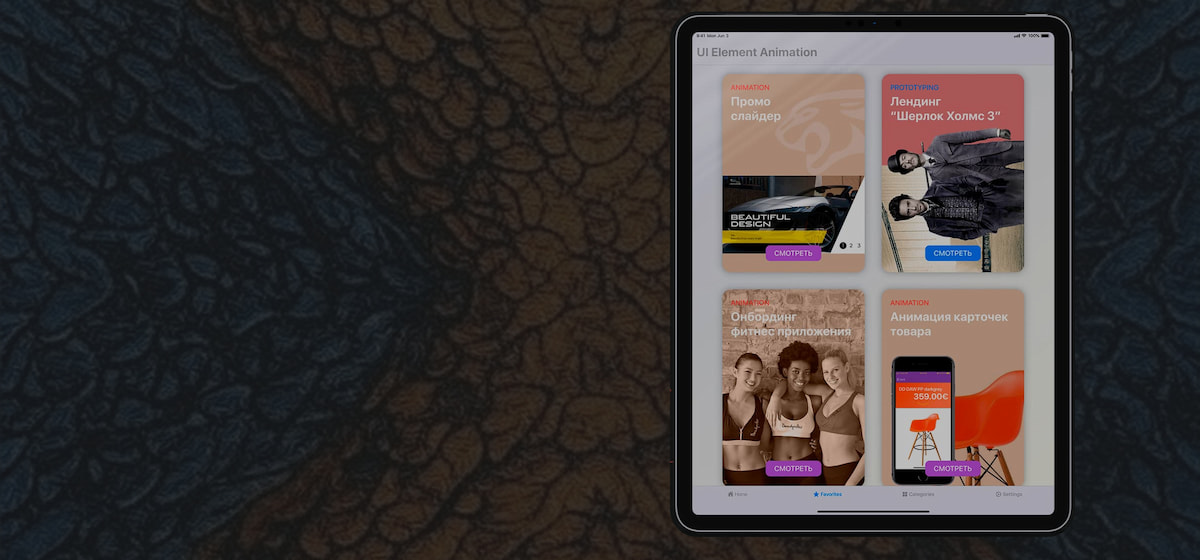 9:41 Mon Jun 3
100%
UI Element Animation
ANIMATION
Промо
слайдер
BEAUTIFUL
DESIGN
1 2 3
СМОТРЕТЬ
PROTOTYPING
Лендинг
“Шерлок Холмс 3”
СМОТРЕТЬ
ANIMATION
Онбординг
фитнес приложения
СМОТРЕТЬ
ANIMATION
Анимация карточек
товара
359.00€
СМОТРЕТЬ
Home
Favorites
Categories
Settings